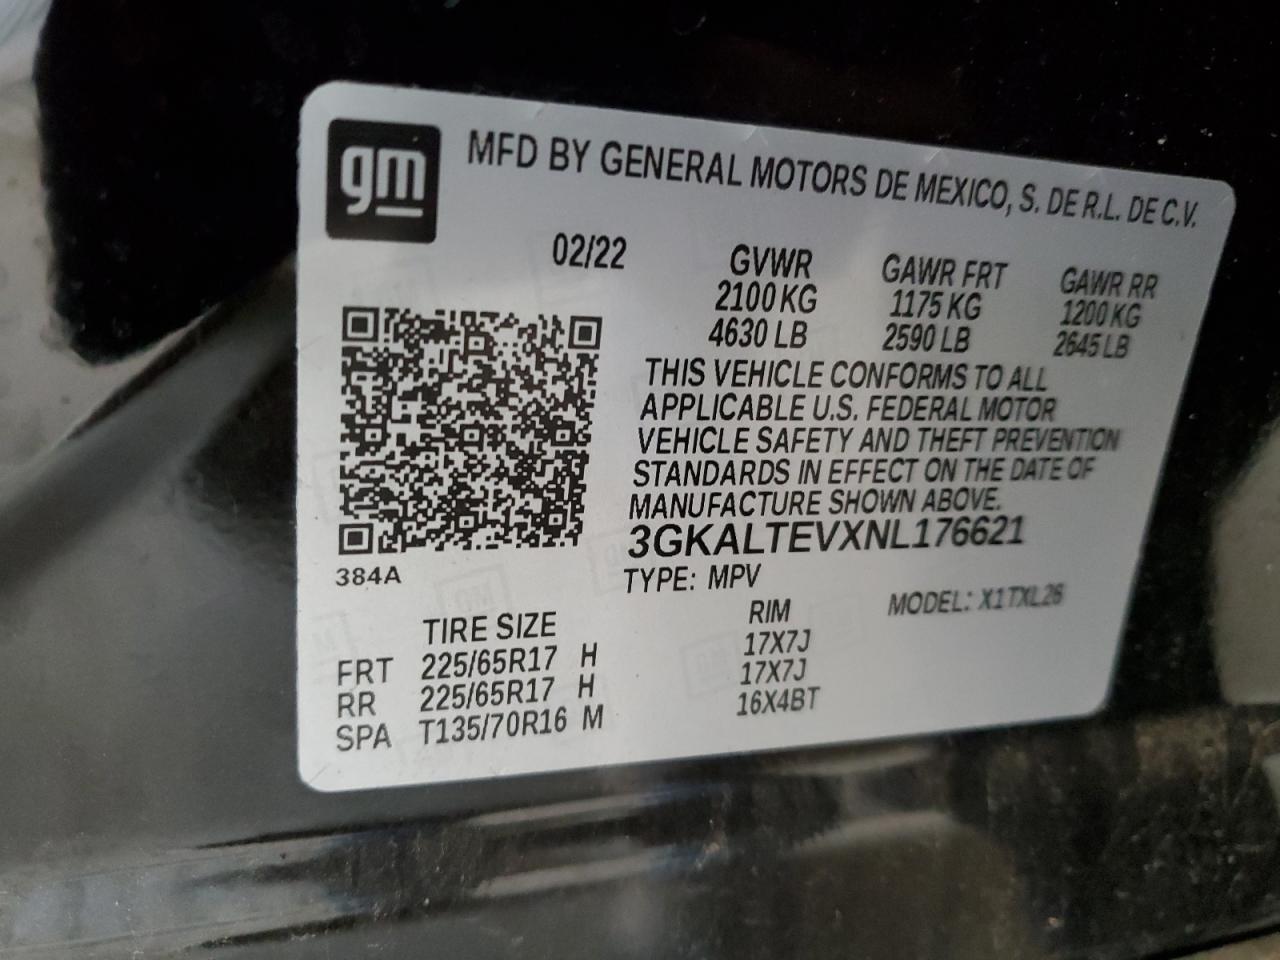 gm
MFD BY GENERAL MOTORS DE MEXICO, S. DE R.L. DE C.V.
02/22 GVWR GAWR FRT GAWR RR
2100 KG 1175 KG 1200 KG
4630 LB 2590 LB 2645 LB
THIS VEHICLE CONFORMS TO ALL
APPLICABLE U.S. FEDERAL MOTOR
VEHICLE SAFETY AND THEFT PREVENTION
STANDARDS IN EFFECT ON THE DATE OF
MANUFACTURE SHOWN ABOVE.
3GKALTEVXNL176621
384A
TYPE: MPV MODEL: X1TXL26
TIRE SIZE RIM
FRT 225/65R17 H 17X7J
RR 225/65R17 H 17X7J
SPA T135/70R16 M 16X4BT